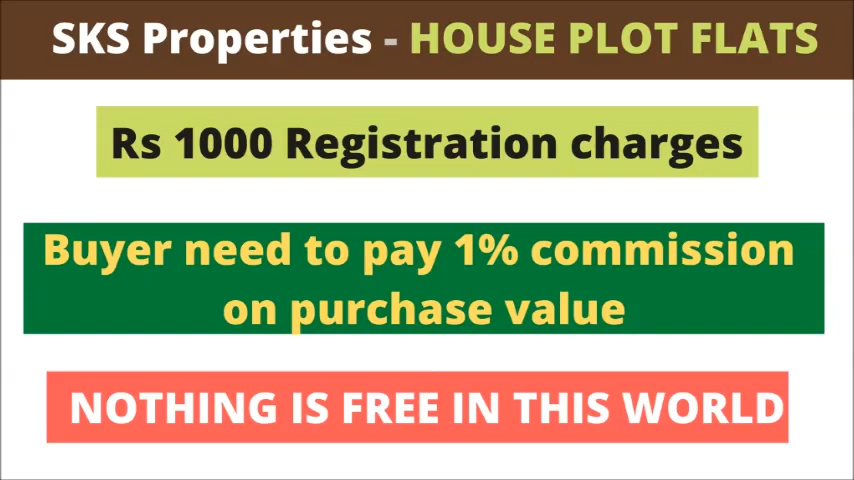 SKS Properties - HOUSE PLOT FLATS
Rs 1000 Registration charges
Buyer need to pay 1% commission
on purchase value
NOTHING IS FREE IN THIS WORLD